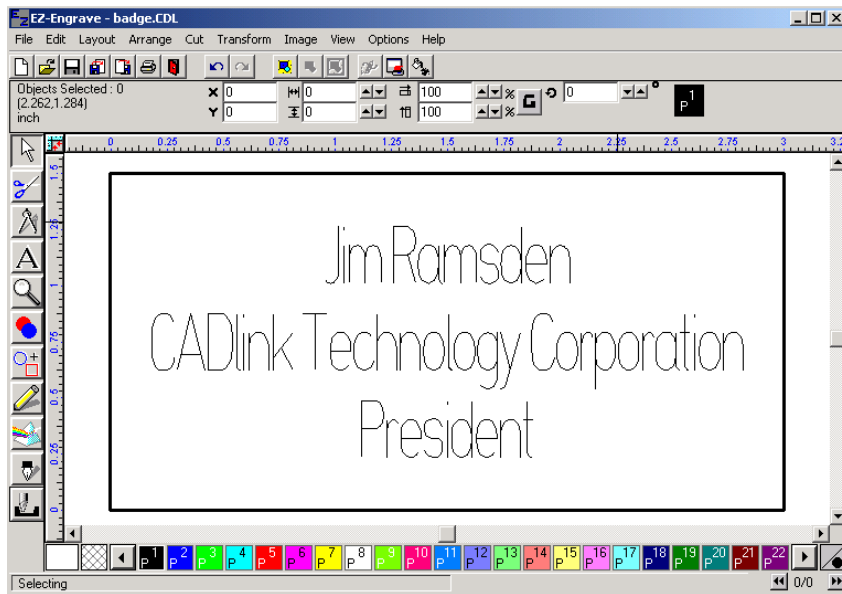 EZ-Engrave - badge.CDL
File Edit Layout Arrange Cut Transform Image View Options Help
Objects Selected : 0
(2.262,1.284)
inch
X 0 0 100 % G 0 °
Y 0 0 100 %
P 1
0 0.25 0.5 0.75 1 1.25 1.5 1.75 2 2.25 2.5 2.75 3 3.2
1.5
1.25
1
0.75
0.5
0.25
0
A
Jim Ramsden
CADlink Technology Corporation
President
P 1 P 2 P 3 P 4 P 5 P 6 P 7 P 8 P 9 P 10 P 11 P 12 P 13 P 14 P 15 P 16 P 17 P 18 P 19 P 20 P 21 P 22
Selecting 0/0